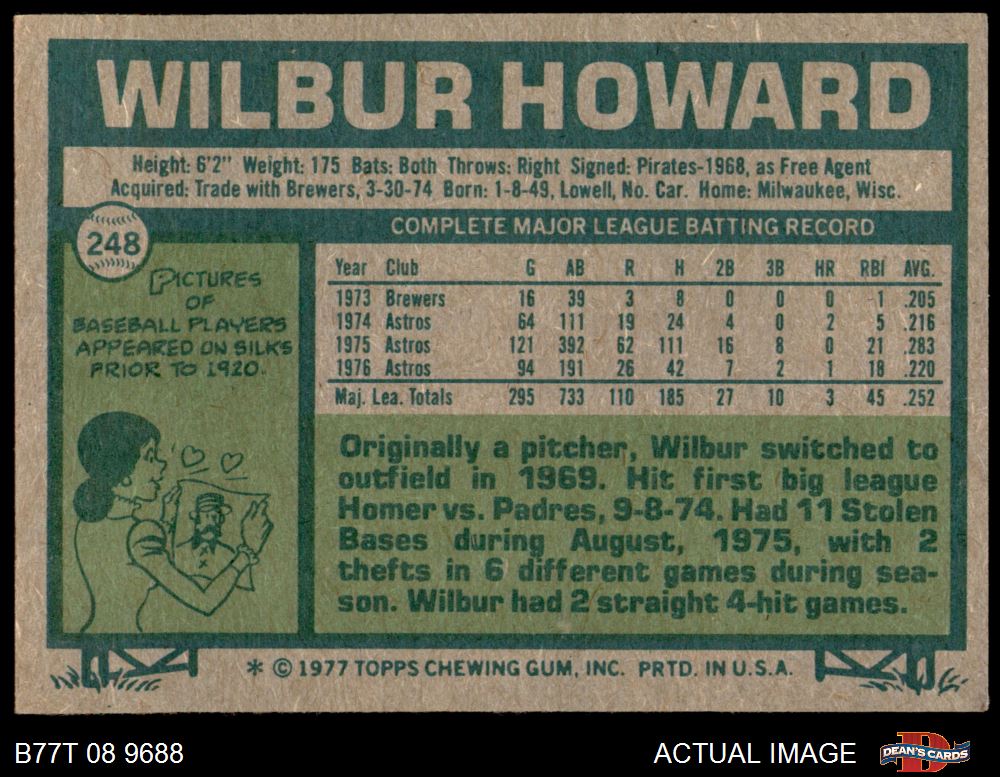 WILBUR HOWARD
Height: 6'2" Weight: 175 Bats: Both Throws: Right Signed: Pirates-1968, as Free Agent
Acquired: Trade with Brewers, 3-30-74 Born: 1-8-49, Lowell, No. Car. Home: Milwaukee, Wisc.
248
PICTURES
OF
BASEBALL PLAYERS
APPEARED ON SILKS
PRIOR TO 1920.
COMPLETE MAJOR LEAGUE BATTING RECORD
Year Club G AB R H 2B 3B HR RBI AVG.
1973 Brewers 16 39 3 8 0 0 0 1 .205
1974 Astros 64 111 19 24 4 0 2 5 .216
1975 Astros 121 392 62 111 16 8 0 21 .283
1976 Astros 94 191 26 42 7 2 1 18 .220
Maj. Lea. Totals 295 733 110 185 27 10 3 45 .252
Originally a pitcher, Wilbur switched to
outfield in 1969. Hit first big league
Homer vs. Padres, 9-8-74. Had 11 Stolen
Bases during August, 1975, with 2
thefts in 6 different games during sea-
son. Wilbur had 2 straight 4-hit games.
* © 1977 TOPPS CHEWING GUM, INC. PRTD. IN U.S.A.
B77T 08 9688
ACTUAL IMAGE
D
DEAN'S CARDS